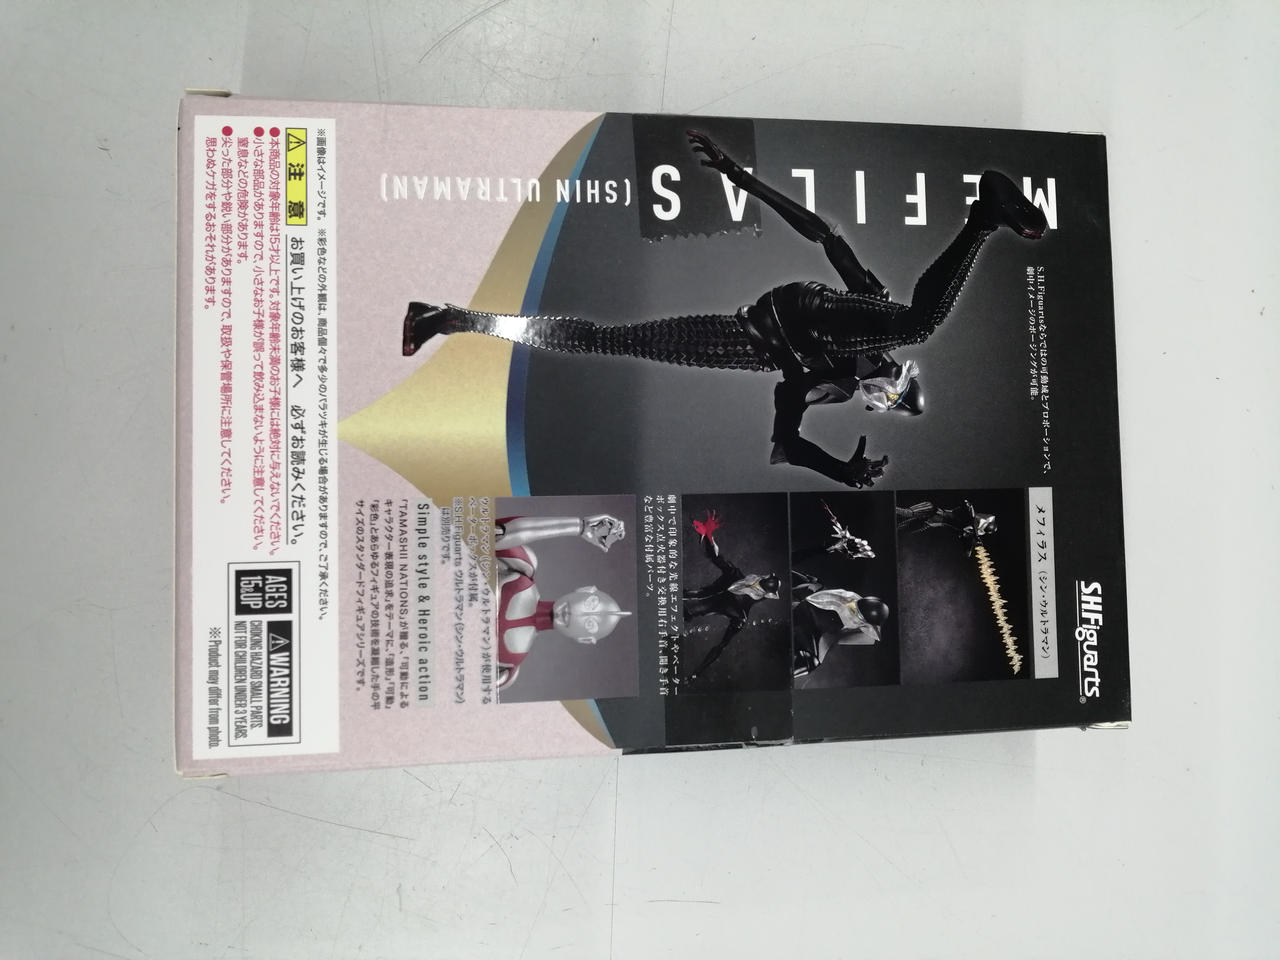 S.H.Figuarts®
MEFILAS
(SHIN ULTRAMAN)
S.H.Figuartsならではの可動域とプロポーションで、
劇中イメージのポージングが可能。
メフィラス（シン・ウルトラマン）
劇中で印象的な光線エフェクトやベーター
ボックス点火器付き交換用右手首、開き手首
など豊富な付属パーツ。
ウルトラマン（シン・ウルトラマン）が使用する
ベーターボックスが付属。
※S.H.Figuarts ウルトラマン（シン・ウルトラマン）
は別売りです。
Simple style & Heroic action
「TAMASHII NATIONS」が贈る、「可動による
キャラクター表現の追求」をテーマに、「造形」「可動」
「彩色」とあらゆるフィギュアの技術を凝縮した手の平
サイズのスタンダードフィギュアシリーズです。
※画像はイメージです。 ※彩色などの外観は、商品個々で多少のバラツキが生じる場合がありますので、ご了承ください。
注意 お買い上げのお客様へ 必ずお読みください。
●本商品の対象年齢は15才以上です。対象年齢未満のお子様には絶対に与えないでください。
●小さな部品がありますので、小さなお子様が誤って飲み込まないように注意してください。
窒息などの危険があります。
●尖った部分や鋭い部分がありますので、取扱や保管場所に注意してください。
思わぬケガをするおそれがあります。
AGES
15&UP
WARNING
CHOKING HAZARD SMALL PARTS.
NOT FOR CHILDREN UNDER 3 YEARS.
※Product may differ from photo.